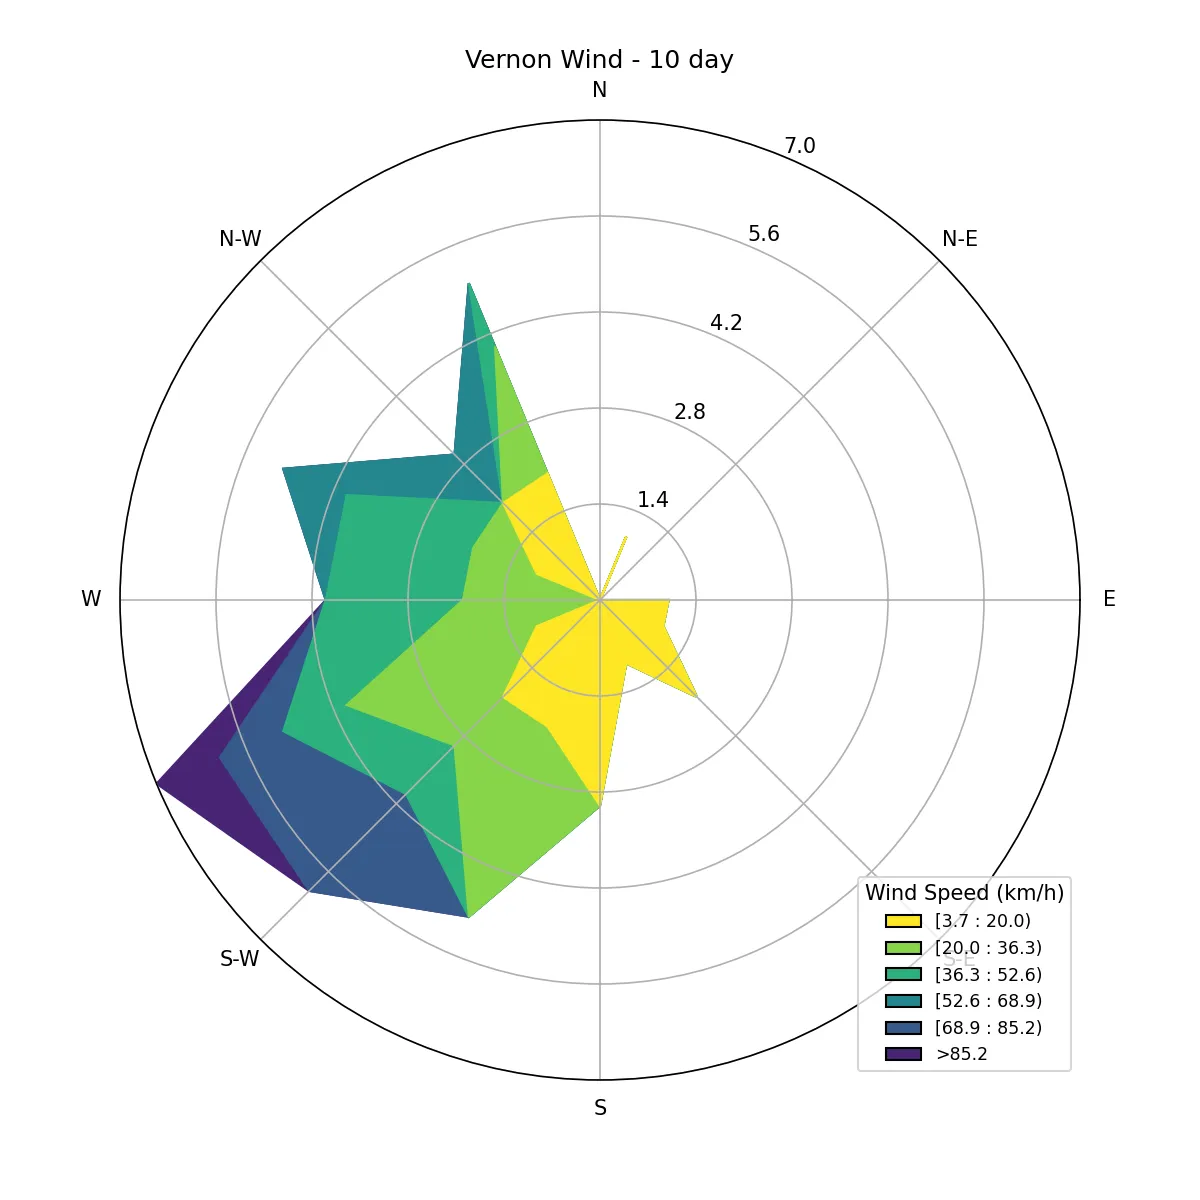 Vernon Wind - 10 day
N
7.0
5.6
N-W
N-E
4.2
2.8
1.4
W
E
Wind Speed (km/h)
[3.7 : 20.0)
[20.0 : 36.3)
S-W
S-E
[36.3 : 52.6)
[52.6 : 68.9)
[68.9 : 85.2)
>85.2
S